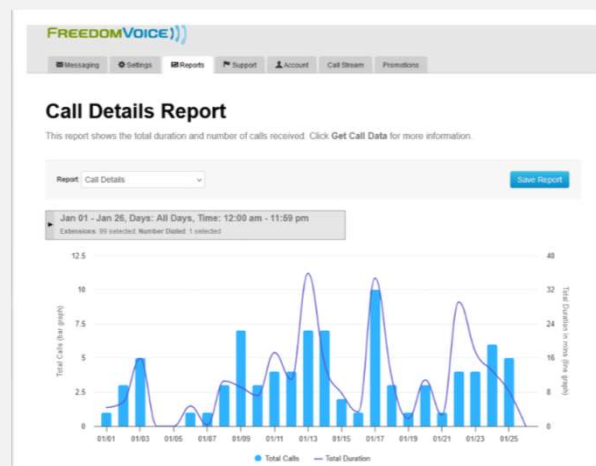 FREEDOMVOICE
Messaging Settings Reports Support Account Call Stream Promotions
Call Details Report
This report shows the total duration and number of calls received. Click Get Call Data for more information.
Report Call Details Save Report
Jan 01 - Jan 26, Days: All Days, Time: 12:00 am - 11:59 pm
Extensions: 99 selected Number Dialed: 1 selected
12.5 40
10 32
7.5 24
5 16
2.5 8
0 0
Total Calls (bar graph)
Total Duration in mins (line graph)
01/01 01/03 01/05 01/07 01/09 01/11 01/13 01/15 01/17 01/19 01/21 01/23 01/25
Total Calls Total Duration